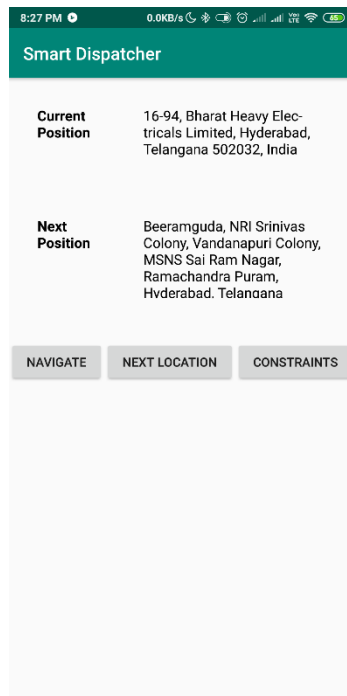 8:27 PM 0.0KB/s VoLTE 45
Smart Dispatcher
Current Position
16-94, Bharat Heavy Elec-
tricals Limited, Hyderabad,
Telangana 502032, India
Next Position
Beeramguda, NRI Srinivas
Colony, Vandanapuri Colony,
MSNS Sai Ram Nagar,
Ramachandra Puram,
Hyderabad, Telangana
NAVIGATE NEXT LOCATION CONSTRAINTS